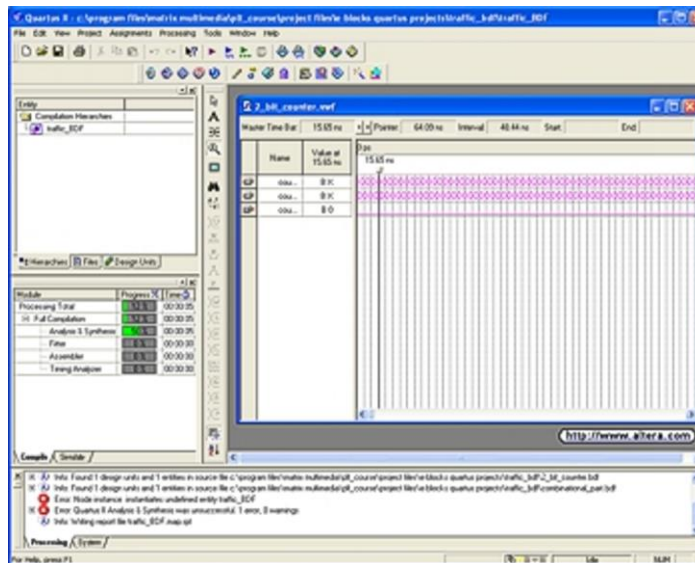 Quartus II - c:\program files\matrix multimedia\pll_course\project files\e blocks quartus projects\traffic_bdf\traffic_BDF
File Edit View Project Assignments Processing Tools Window Help
Entity
Compilation Hierarchies
traffic_BDF
Hierarchies Files Design Units
Module Progress % Time
Processing Total 00:00:05
Full Compilation 00:00:05
Analysis & Synthesis 00:00:05
Fitter 00:00:00
Assembler 00:00:00
Timing Analyzer 00:00:00
Compile Simulate
2_bit_counter.vwf
Master Time Bar: 15.65 ns Pointer: 64.09 ns Interval: 48.44 ns Start: End:
Name Value at 15.65 ns 0 ps 15.65 ns
cou... B X
cou... B X
cou... B 0
http://www.altera.com
Info: Found 1 design units and 1 entities in source file c:\program files\matrix multimedia\pll_course\project files\e blocks quartus projects\traffic_bdf\2_bit_counter.bdf
Info: Found 1 design units and 1 entities in source file c:\program files\matrix multimedia\pll_course\project files\e blocks quartus projects\traffic_bdf\combinational_part.bdf
Error: Node instance instantiates undefined entity traffic_BDF
Error: Quartus II Analysis & Synthesis was unsuccessful. 1 error, 0 warnings
Info: Writing report file traffic_BDF.map.rpt
Processing System
For Help, press F1 Idle NUM